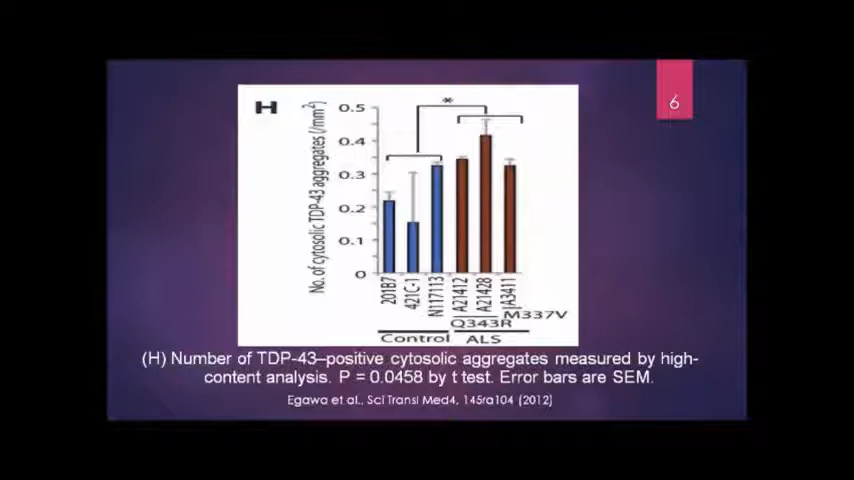 6
H
No. of cytosolic TDP-43 aggregates (/mm²)
0.5
0.4
0.3
0.2
0.1
0
*
201B7
421C-1
N117113
A21412
A21428
A3411
Q343R
M337V
Control
ALS
(H) Number of TDP-43–positive cytosolic aggregates measured by high-
content analysis. P = 0.0458 by t test. Error bars are SEM.
Egawa et al., Sci Transl Med4, 145ra104 (2012)